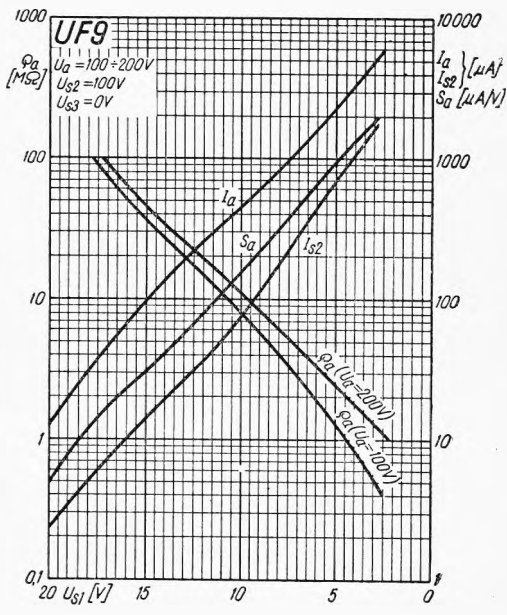 1000
UF9
10000
ρa
[MΩ]
Ua=100÷200V
Us2=100V
Us3=0V
Ia
Is2 } [μA]
Sa [μA/V]
100
1000
Ia
Sa
Is2
10
100
ρa(Ua=200V)
ρa(Ua=100V)
1
10
0,1
1
20 Us1 [V] 15 10 5 0